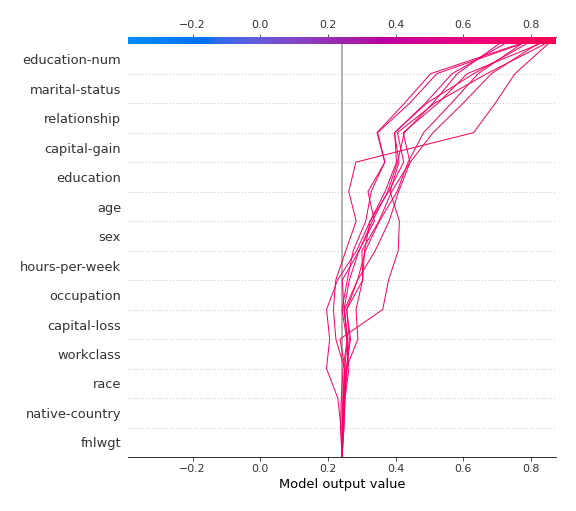 −0.2 0.0 0.2 0.4 0.6 0.8
education-num
marital-status
relationship
capital-gain
education
age
sex
hours-per-week
occupation
capital-loss
workclass
race
native-country
fnlwgt
−0.2 0.0 0.2 0.4 0.6 0.8
Model output value